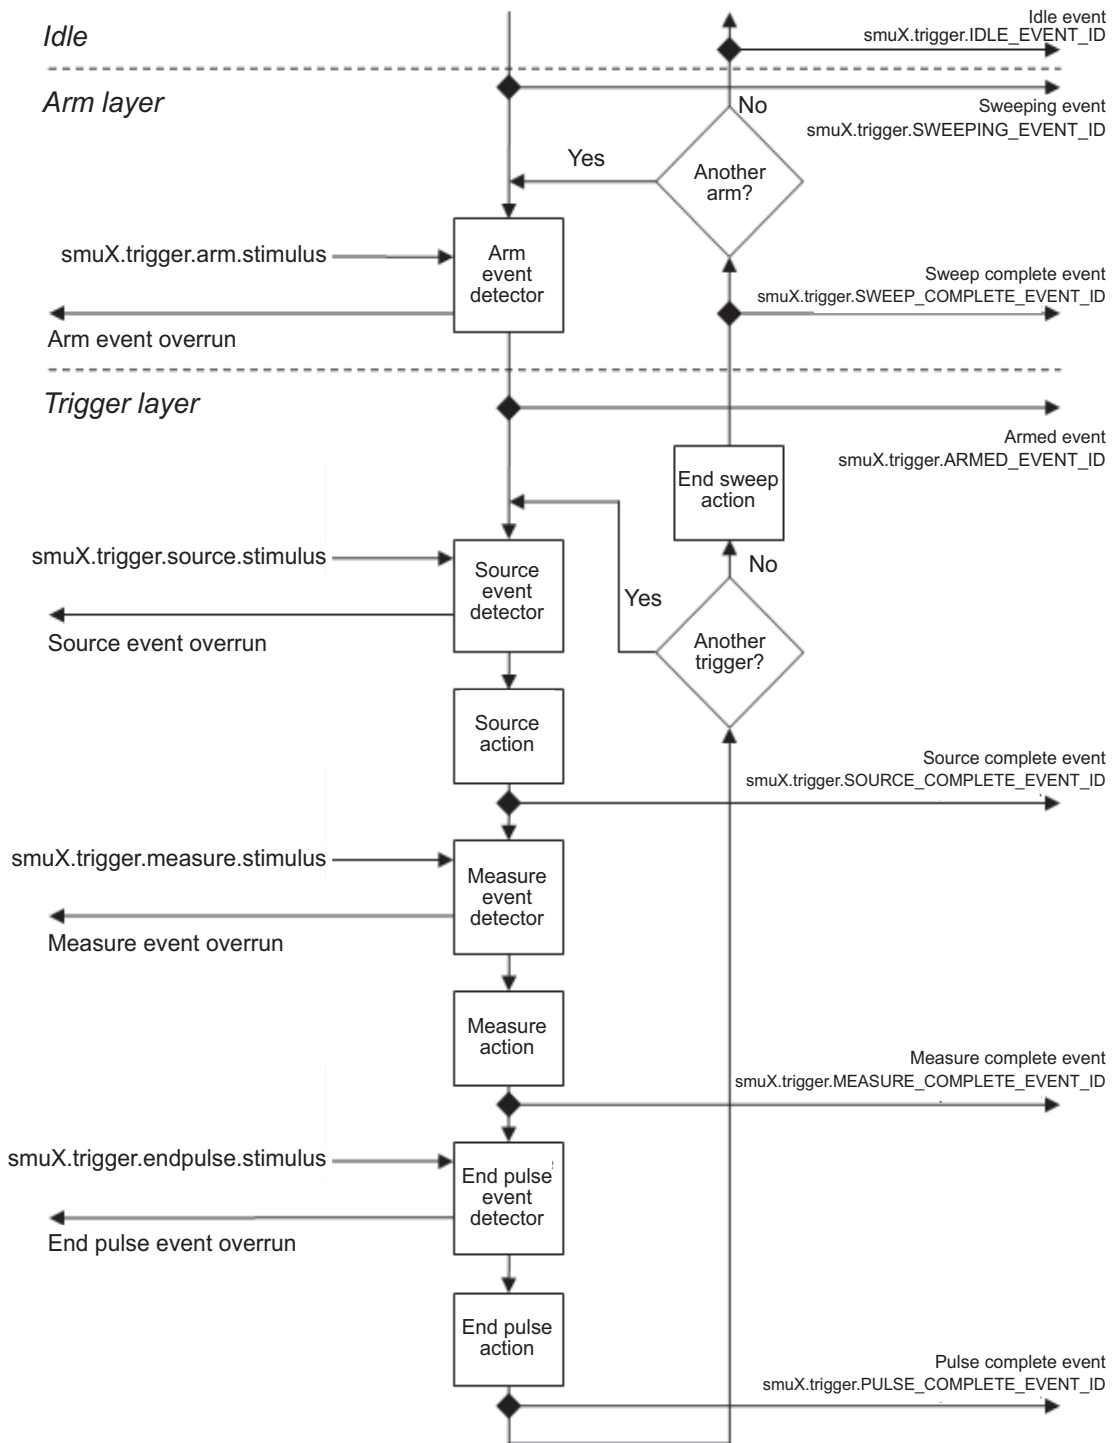 Idle
Idle event
smuX.trigger.IDLE_EVENT_ID
Arm layer
No
Sweeping event
smuX.trigger.SWEEPING_EVENT_ID
Yes
Another
arm?
smuX.trigger.arm.stimulus
Arm
event
detector
Sweep complete event
smuX.trigger.SWEEP_COMPLETE_EVENT_ID
Arm event overrun
Trigger layer
Armed event
smuX.trigger.ARMED_EVENT_ID
End sweep
action
smuX.trigger.source.stimulus
No
Source
event
detector
Yes
Source event overrun
Another
trigger?
Source
action
Source complete event
smuX.trigger.SOURCE_COMPLETE_EVENT_ID
smuX.trigger.measure.stimulus
Measure
event
detector
Measure event overrun
Measure
action
Measure complete event
smuX.trigger.MEASURE_COMPLETE_EVENT_ID
smuX.trigger.endpulse.stimulus
End pulse
event
detector
End pulse event overrun
End pulse
action
Pulse complete event
smuX.trigger.PULSE_COMPLETE_EVENT_ID